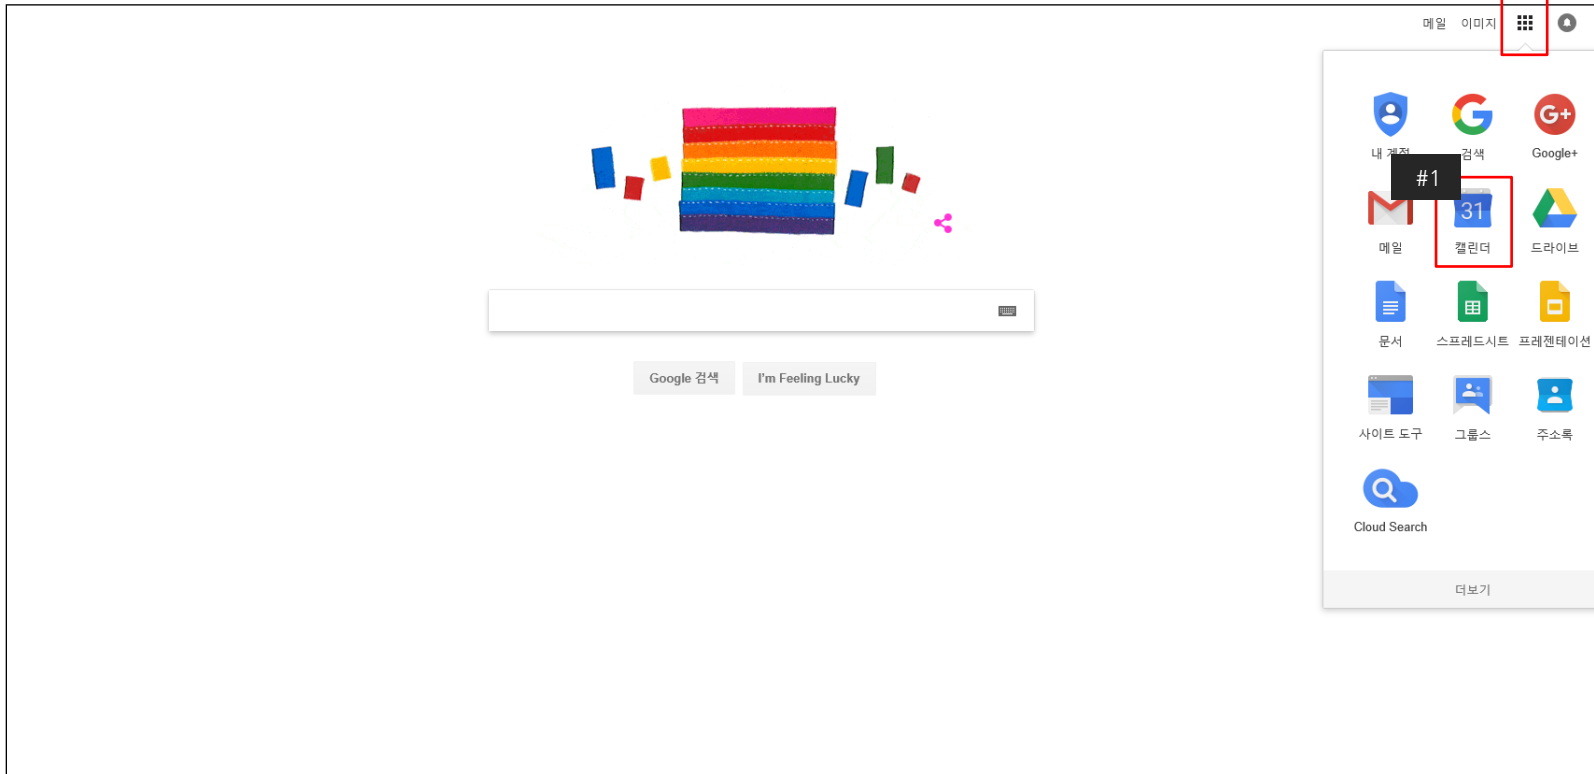 메일 이미지
내 계정 검색 Google+
#1
31
메일 캘린더 드라이브
문서 스프레드시트 프레젠테이션
Google 검색 I'm Feeling Lucky
사이트 도구 그룹스 주소록
Cloud Search
더보기